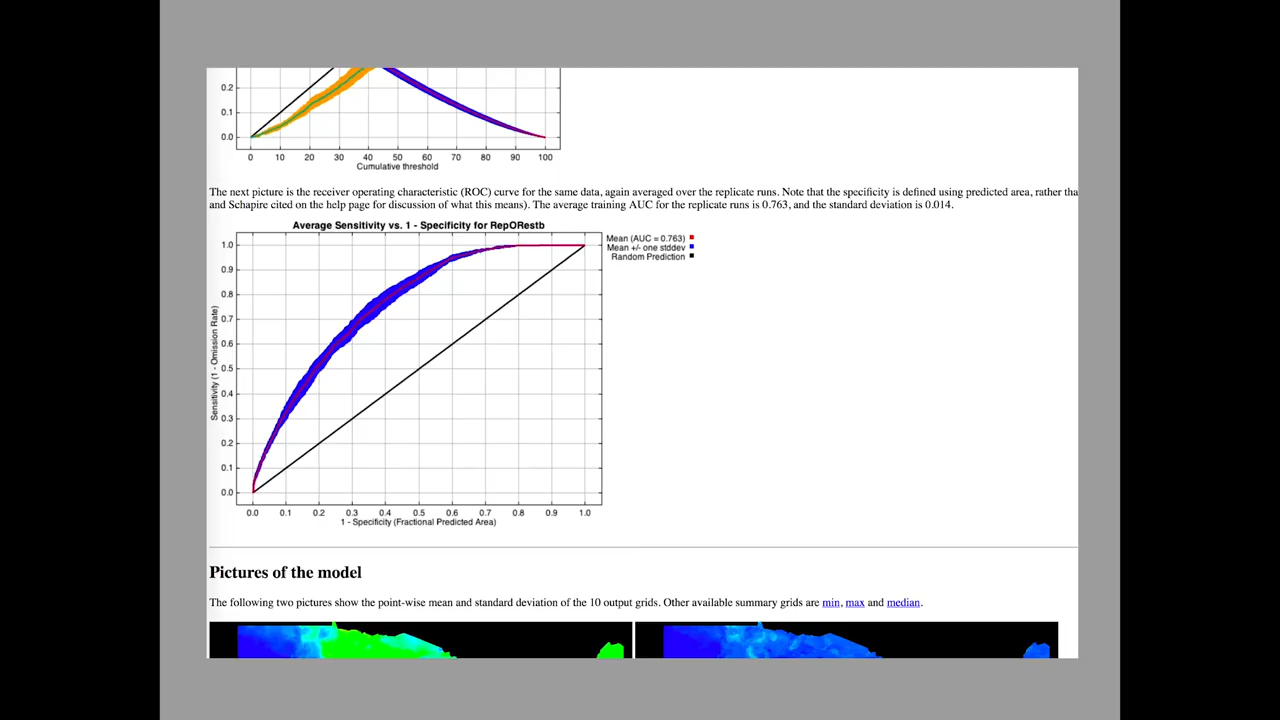 0.2
0.1
0.0
0 10 20 30 40 50 60 70 80 90 100
Cumulative threshold
The next picture is the receiver operating characteristic (ROC) curve for the same data, again averaged over the replicate runs. Note that the specificity is defined using predicted area, rather tha
and Schapire cited on the help page for discussion of what this means). The average training AUC for the replicate runs is 0.763, and the standard deviation is 0.014.
Average Sensitivity vs. 1 - Specificity for RepORestb
Mean (AUC = 0.763)
Mean +/- one stddev
Random Prediction
Sensitivity (1 - Omission Rate)
1.0
0.9
0.8
0.7
0.6
0.5
0.4
0.3
0.2
0.1
0.0
0.0 0.1 0.2 0.3 0.4 0.5 0.6 0.7 0.8 0.9 1.0
1 - Specificity (Fractional Predicted Area)
Pictures of the model
The following two pictures show the point-wise mean and standard deviation of the 10 output grids. Other available summary grids are min, max and median.